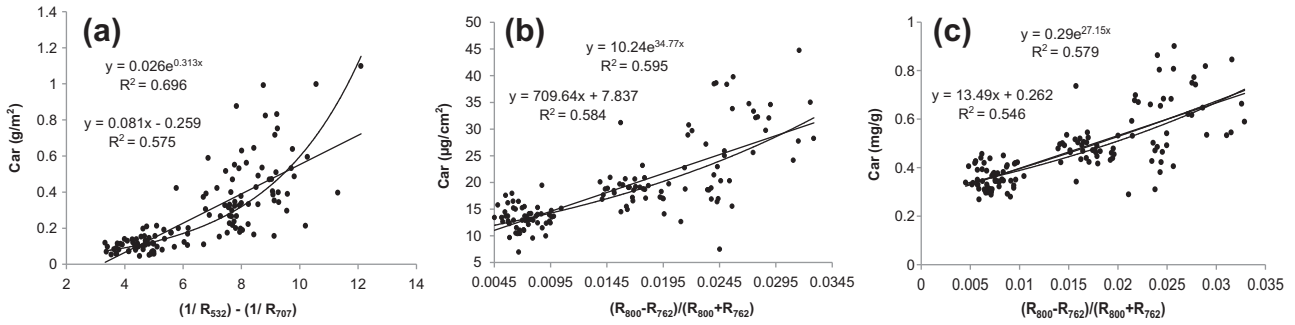 (a)
y = 0.026e^0.313x
R² = 0.696
y = 0.081x - 0.259
R² = 0.575
Car (g/m²)
1.4
1.2
1
0.8
0.6
0.4
0.2
0
2 4 6 8 10 12 14
(1/ R532) - (1/ R707)
(b)
y = 10.24e^34.77x
R² = 0.595
y = 709.64x + 7.837
R² = 0.584
Car (µg/cm²)
50
45
40
35
30
25
20
15
10
5
0.0045 0.0095 0.0145 0.0195 0.0245 0.0295 0.0345
(R800-R762)/(R800+R762)
(c)
y = 0.29e^27.15x
R² = 0.579
y = 13.49x + 0.262
R² = 0.546
Car (mg/g)
1
0.8
0.6
0.4
0.2
0
0 0.005 0.01 0.015 0.02 0.025 0.03 0.035
(R800-R762)/(R800+R762)